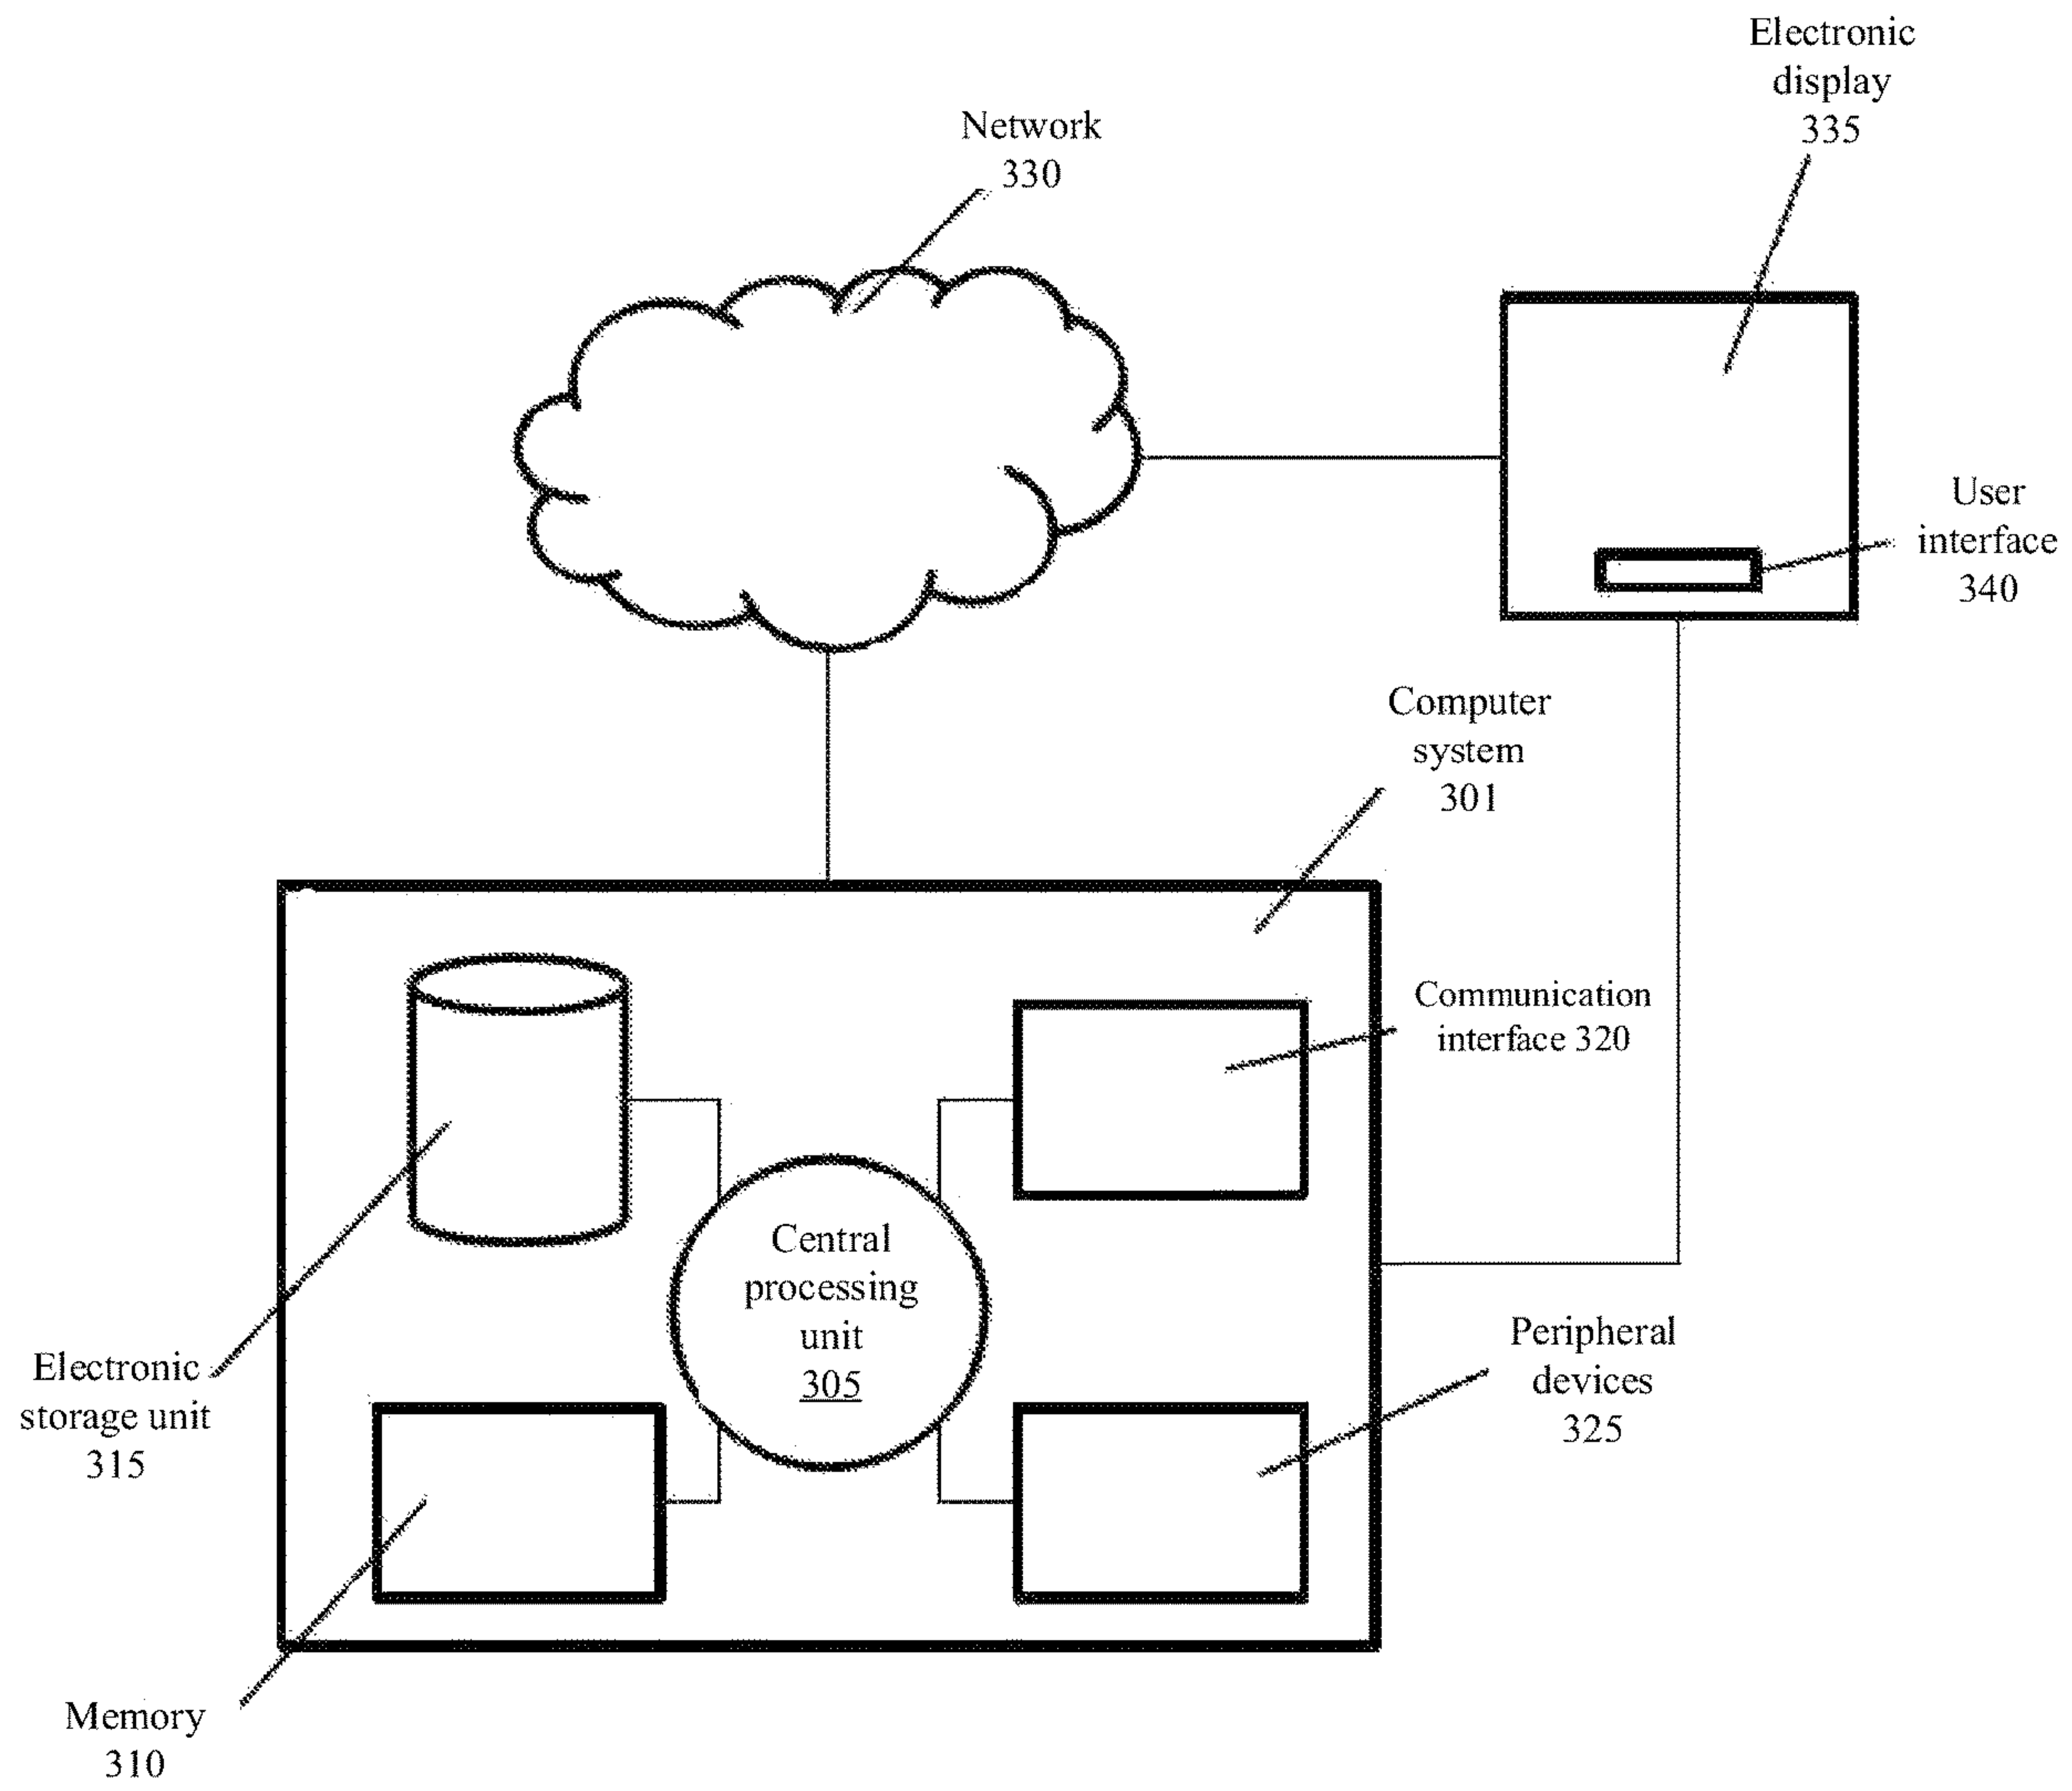 Electronic
display
335
Network
330
User
interface
340
Computer
system
301
Communication
interface 320
Central
processing
unit
305
Peripheral
devices
325
Electronic
storage unit
315
Memory
310